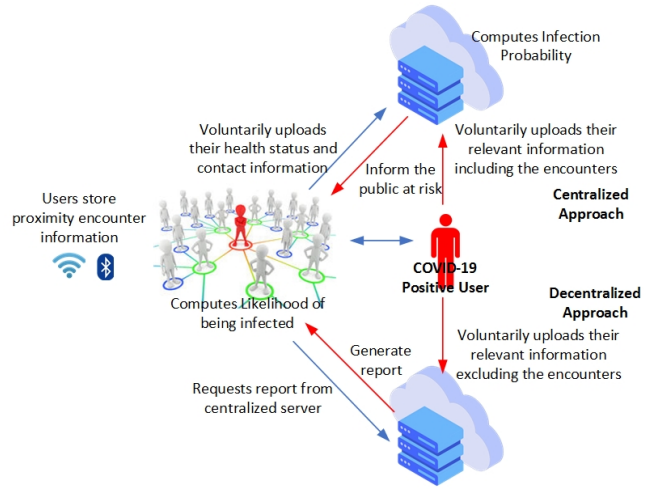 Computes Infection
Probability
Voluntarily uploads
their health status and
contact information
Voluntarily uploads their
relevant information
including the encounters
Inform the
public at risk
Users store
proximity encounter
information
Centralized
Approach
COVID-19
Positive User
Computes Likelihood of
being infected
Decentralized
Approach
Voluntarily uploads their
relevant information
excluding the encounters
Generate
report
Requests report from
centralized server